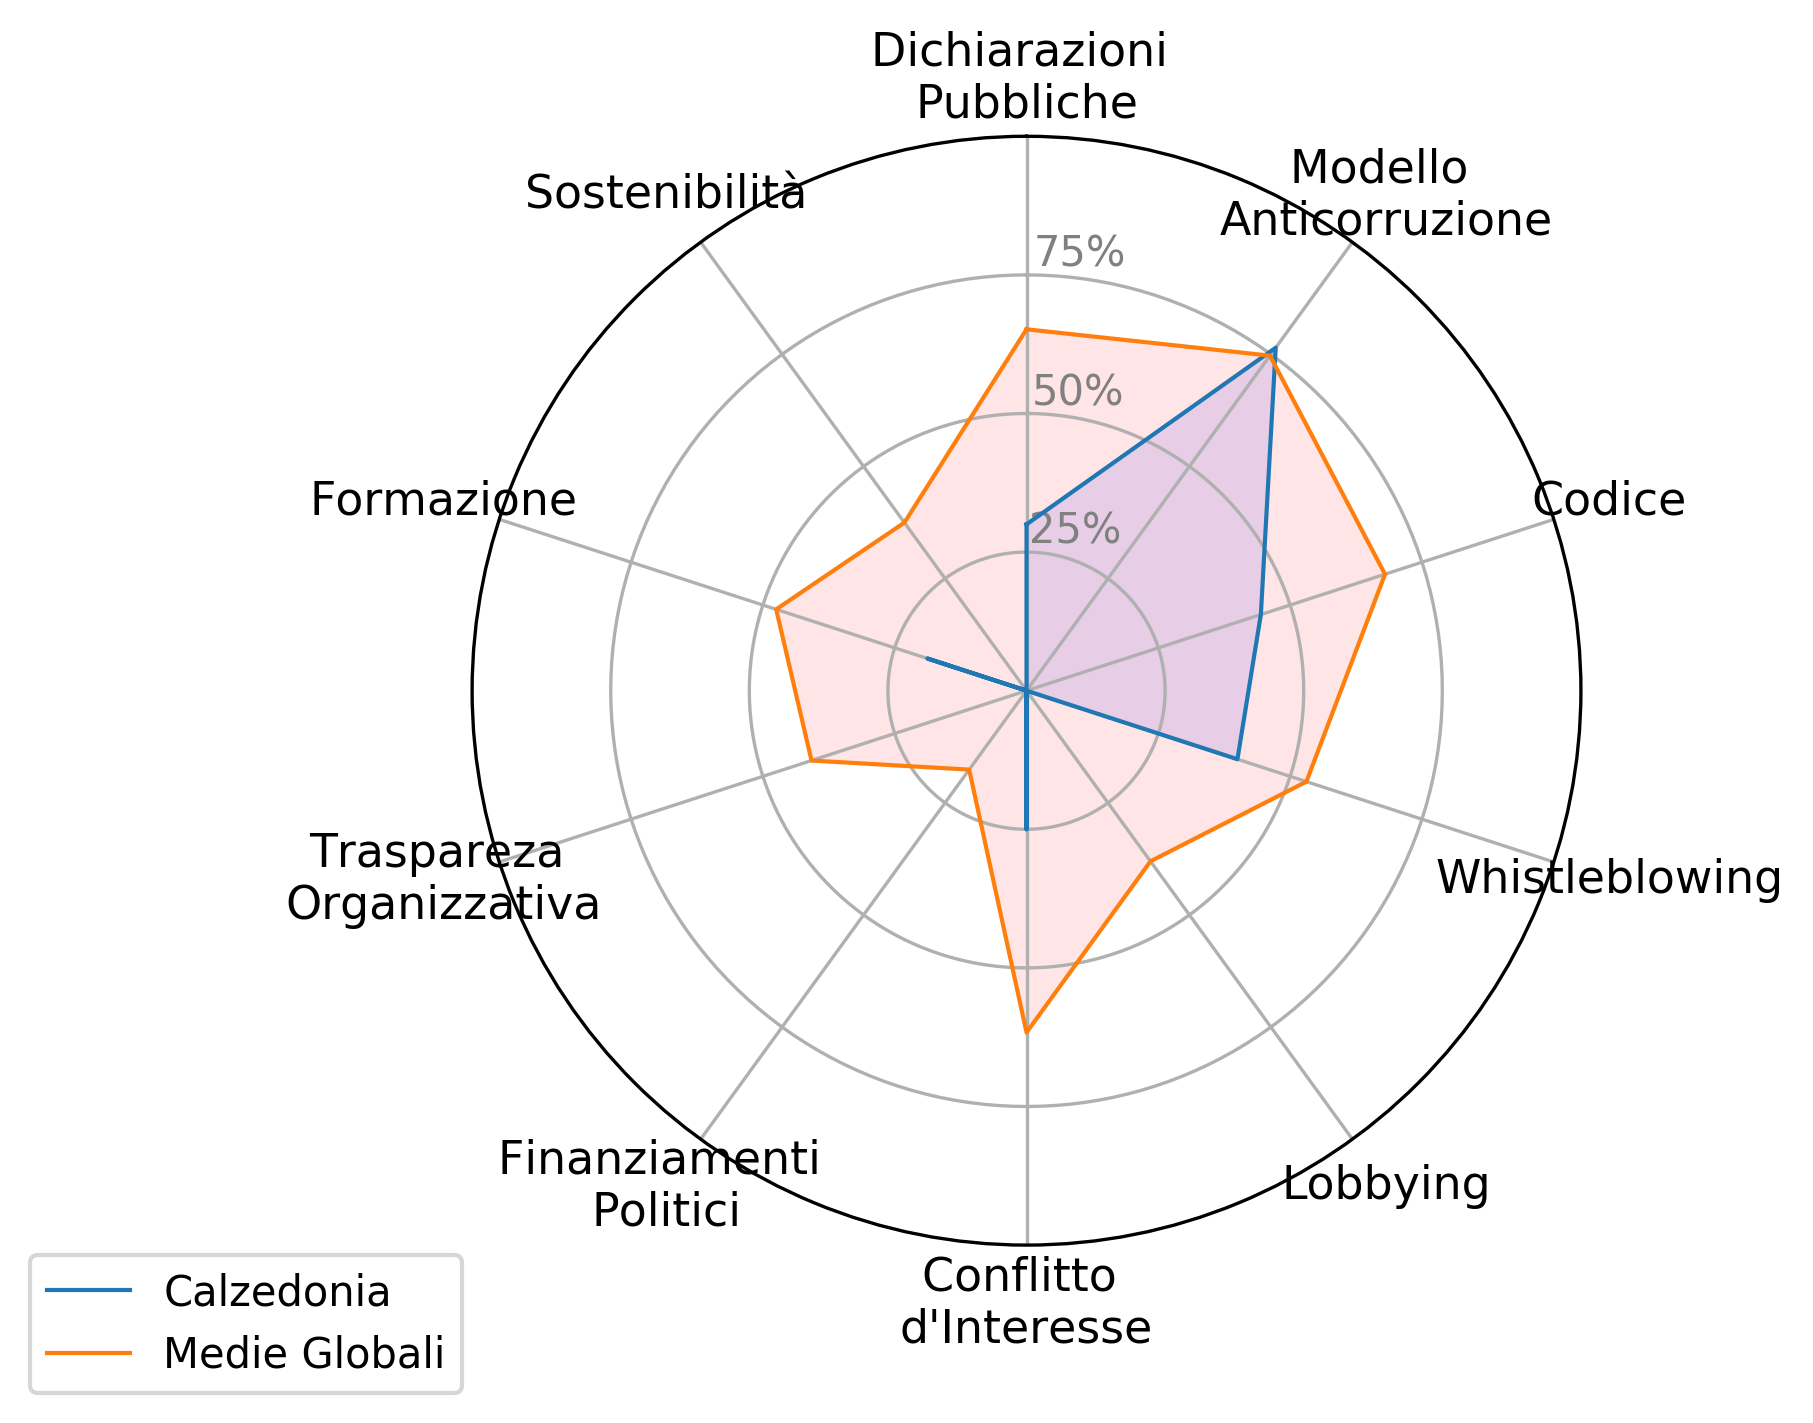 Dichiarazioni
Pubbliche
Modello
Anticorruzione
Sostenibilità
75%
50%
25%
Formazione
Codice
Traspareza
Organizzativa
Whistleblowing
Finanziamenti
Politici
Lobbying
Conflitto
d'Interesse
Calzedonia
Medie Globali